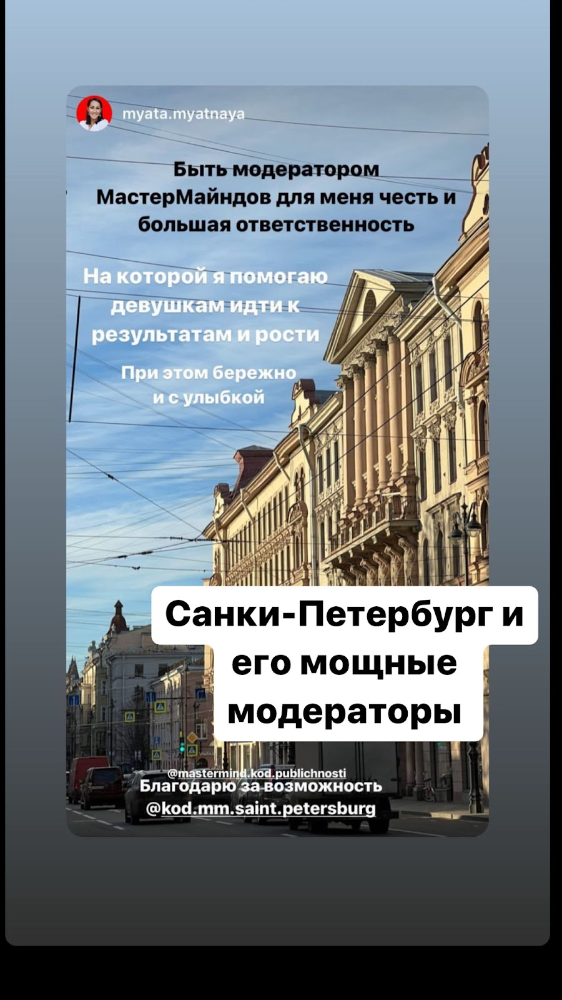 myata.myatnaya
Быть модератором
МастерМайндов для меня честь и
большая ответственность
На которой я помогаю
девушкам идти к
результатам и рости
При этом бережно
и с улыбкой
Санки-Петербург и
его мощные
модераторы
@mastermind.kod.publichnosti
Благодарю за возможность
@kod.mm.saint.petersburg